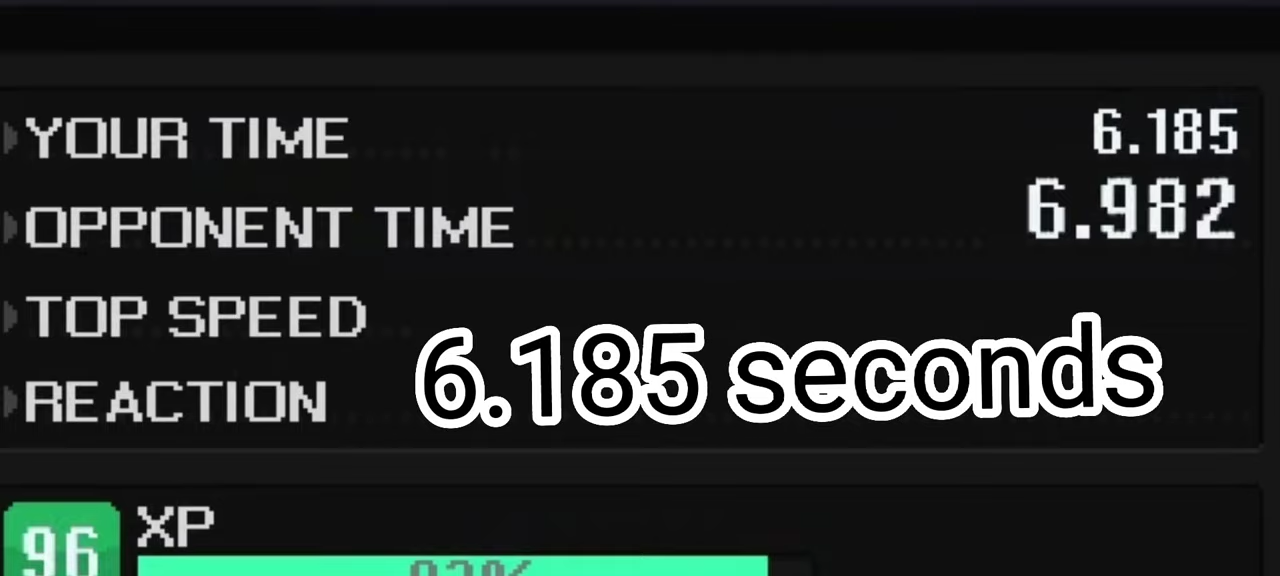 YOUR TIME 6.185
OPPONENT TIME 6.982
TOP SPEED
REACTION
6.185 seconds
96 XP